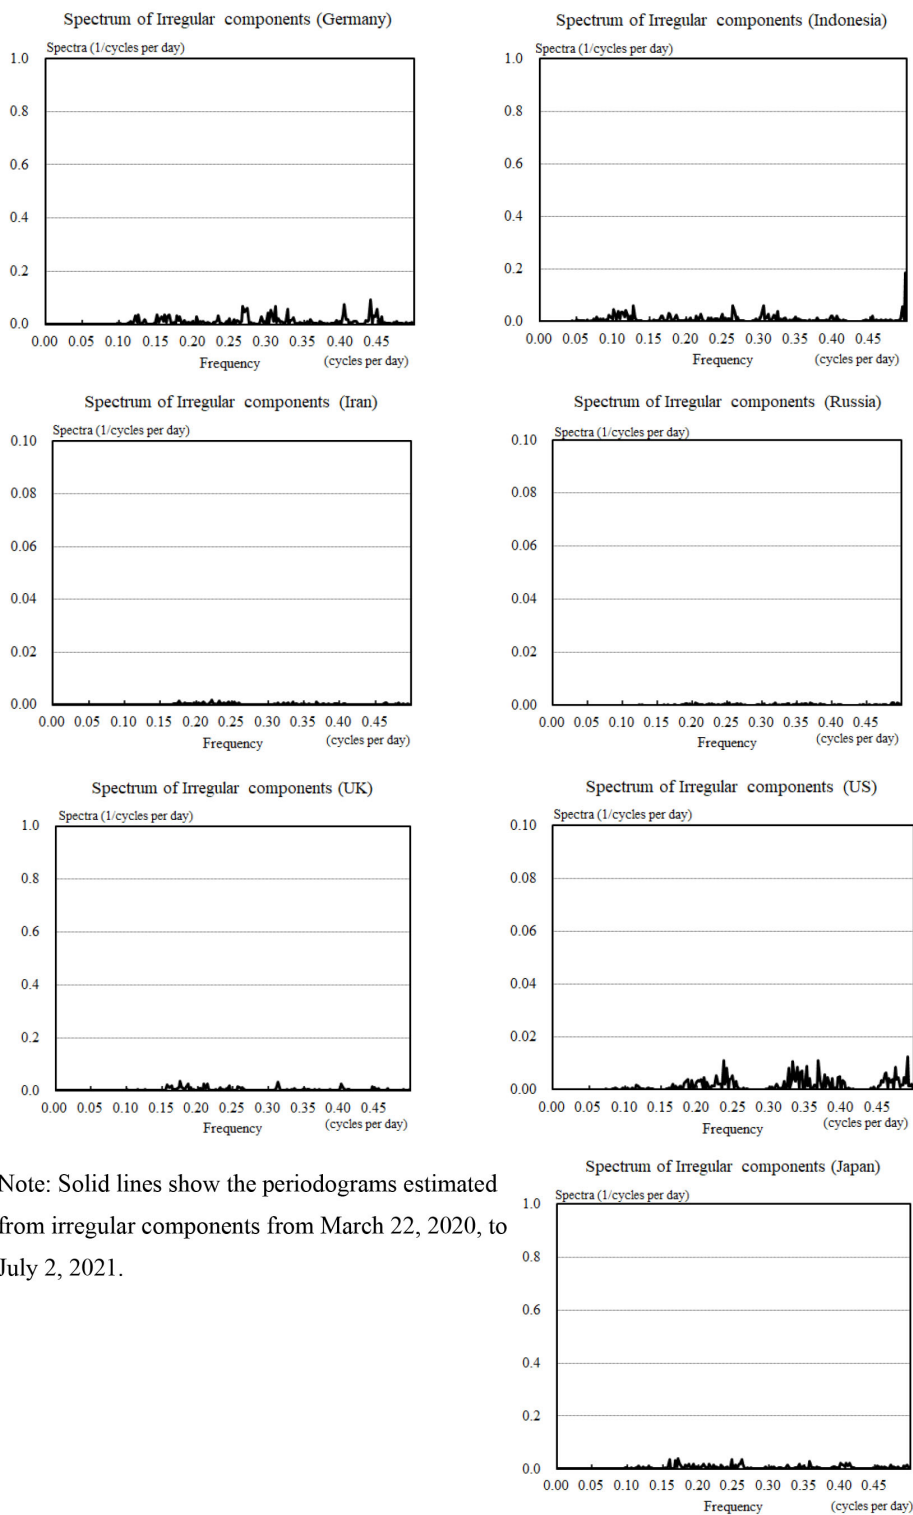 Spectrum of Irregular components (Germany)
Spectra (1/cycles per day)
1.0
0.8
0.6
0.4
0.2
0.0
0.00 0.05 0.10 0.15 0.20 0.25 0.30 0.35 0.40 0.45
Frequency (cycles per day)
Spectrum of Irregular components (Indonesia)
Spectra (1/cycles per day)
1.0
0.8
0.6
0.4
0.2
0.0
0.00 0.05 0.10 0.15 0.20 0.25 0.30 0.35 0.40 0.45
Frequency (cycles per day)
Spectrum of Irregular components (Iran)
Spectra (1/cycles per day)
0.10
0.08
0.06
0.04
0.02
0.00
0.00 0.05 0.10 0.15 0.20 0.25 0.30 0.35 0.40 0.45
Frequency (cycles per day)
Spectrum of Irregular components (Russia)
Spectra (1/cycles per day)
0.10
0.08
0.06
0.04
0.02
0.00
0.00 0.05 0.10 0.15 0.20 0.25 0.30 0.35 0.40 0.45
Frequency (cycles per day)
Spectrum of Irregular components (UK)
Spectra (1/cycles per day)
1.0
0.8
0.6
0.4
0.2
0.0
0.00 0.05 0.10 0.15 0.20 0.25 0.30 0.35 0.40 0.45
Frequency (cycles per day)
Spectrum of Irregular components (US)
Spectra (1/cycles per day)
0.10
0.08
0.06
0.04
0.02
0.00
0.00 0.05 0.10 0.15 0.20 0.25 0.30 0.35 0.40 0.45
Frequency (cycles per day)
Note: Solid lines show the periodograms estimated
from irregular components from March 22, 2020, to
July 2, 2021.
Spectrum of Irregular components (Japan)
Spectra (1/cycles per day)
1.0
0.8
0.6
0.4
0.2
0.0
0.00 0.05 0.10 0.15 0.20 0.25 0.30 0.35 0.40 0.45
Frequency (cycles per day)